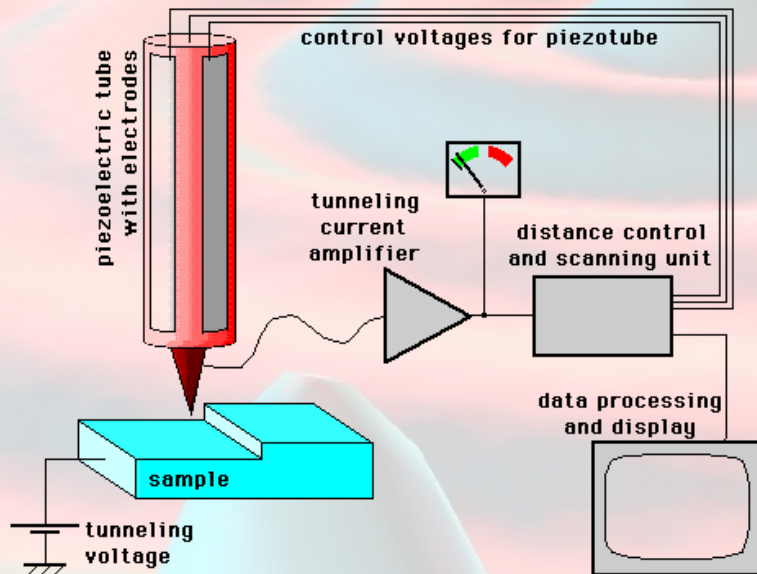 control voltages for piezotube
piezoelectric tube
with electrodes
tunneling
current
amplifier
distance control
and scanning unit
data processing
and display
sample
tunneling
voltage